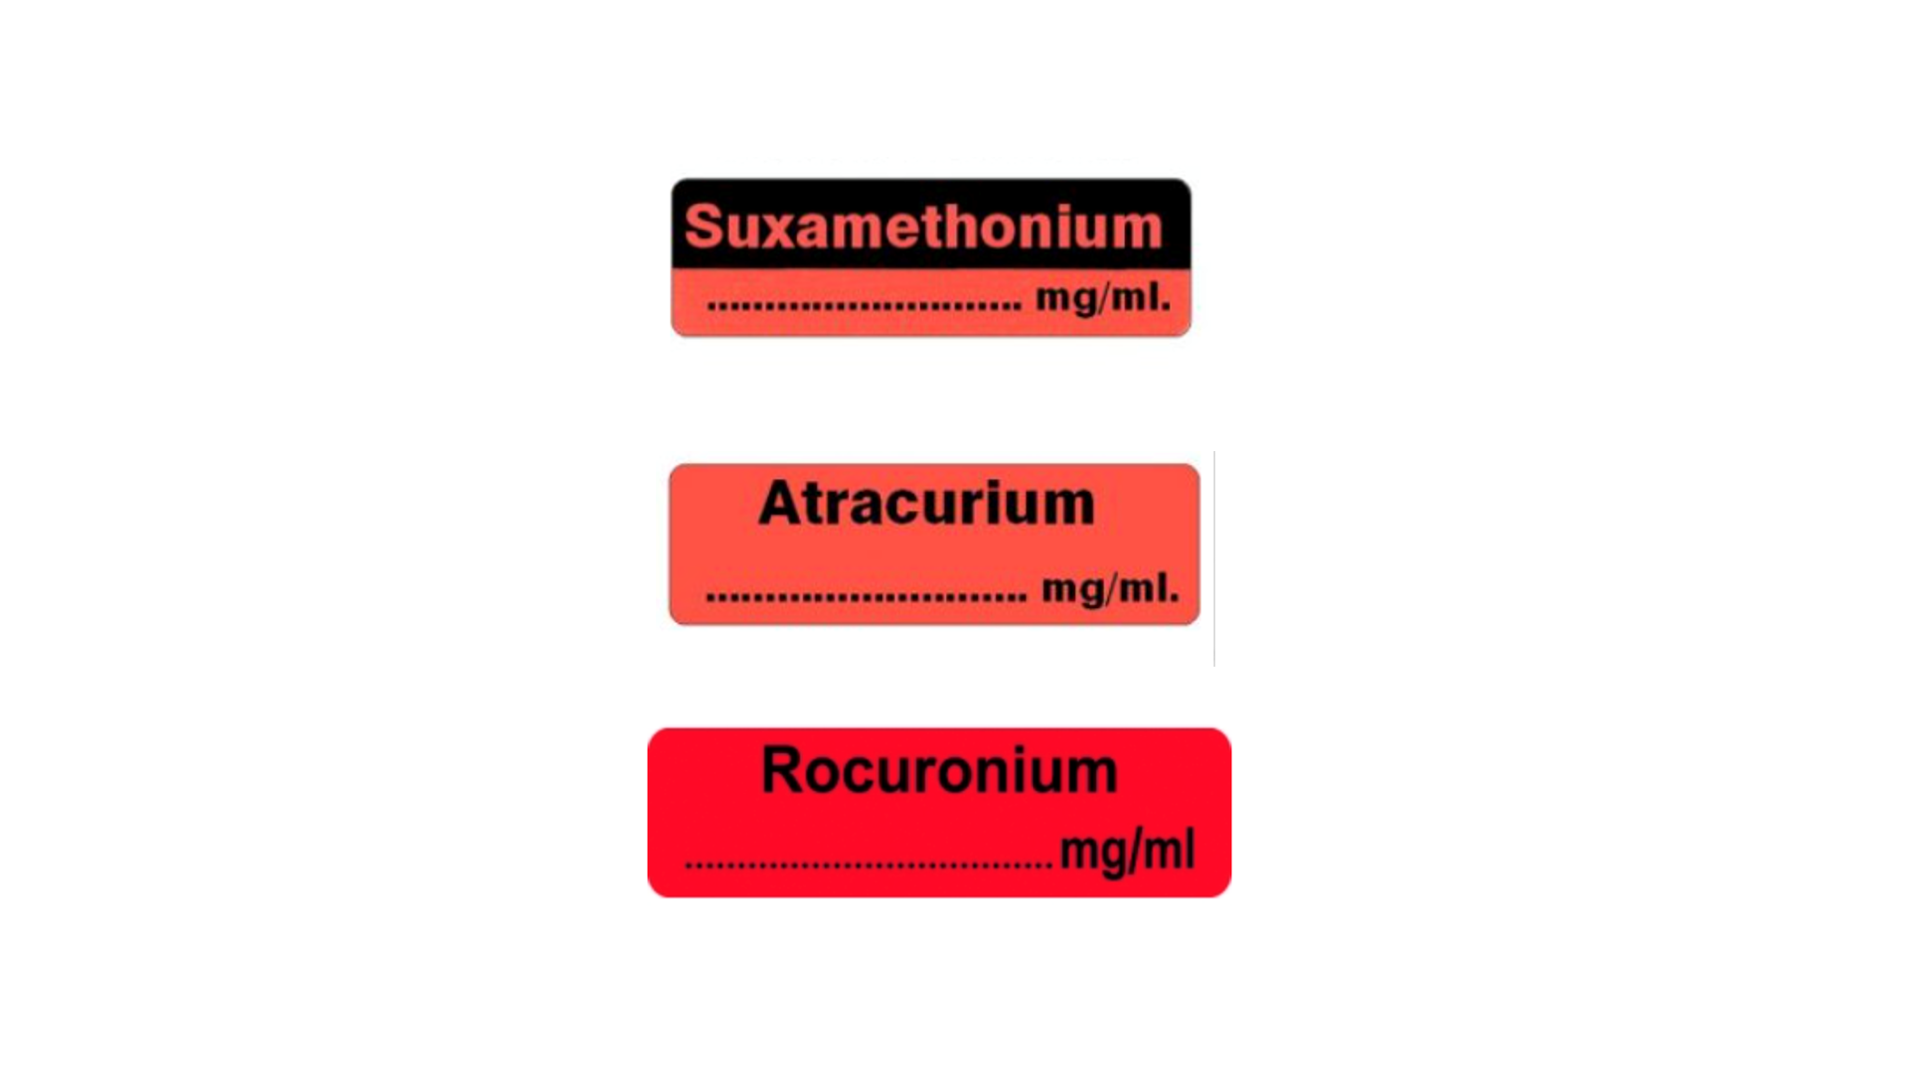 Suxamethonium
........................... mg/ml.
Atracurium
............................ mg/ml.
Rocuronium
...................................mg/ml